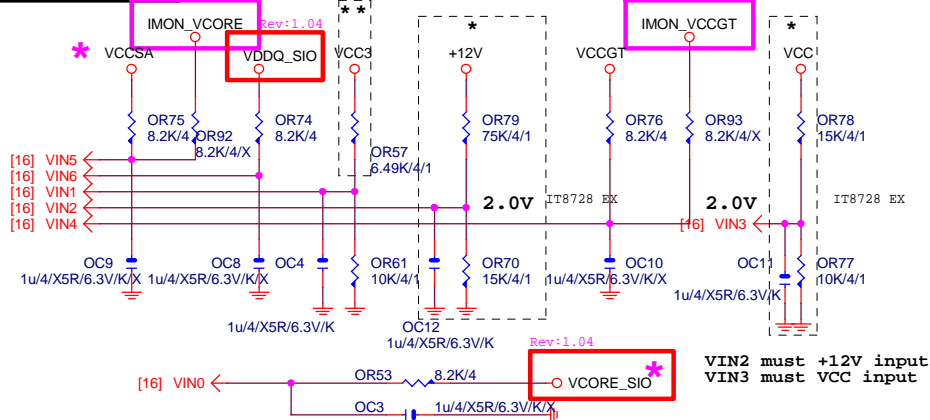 IMON_VCORE
Rev:1.04
**
*
IMON_VCCGT
*
* VCCSA
VDDQ_SIO
VCC3
+12V
VCCGT
VCC
OR75
8.2K/4
OR92
8.2K/4/X
OR74
8.2K/4
OR57
6.49K/4/1
OR79
75K/4/1
OR76
8.2K/4
OR93
8.2K/4/X
OR78
15K/4/1
[16] VIN5
[16] VIN6
[16] VIN1
[16] VIN2
[16] VIN4
2.0V
IT8728 EX
2.0V
IT8728 EX
[16] VIN3
OC9
1u/4/X5R/6.3V/K/X
OC8
1u/4/X5R/6.3V/K/X
OC4
1u/4/X5R/6.3V/K
OR61
10K/4/1
OC12
1u/4/X5R/6.3V/K
OR70
15K/4/1
OC10
1u/4/X5R/6.3V/K/X
OC11
1u/4/X5R/6.3V/K
OR77
10K/4/1
Rev:1.04
[16] VIN0
OR53
8.2K/4
VCORE_SIO *
OC3
1u/4/X5R/6.3V/K/X
VIN2 must +12V input
VIN3 must VCC input